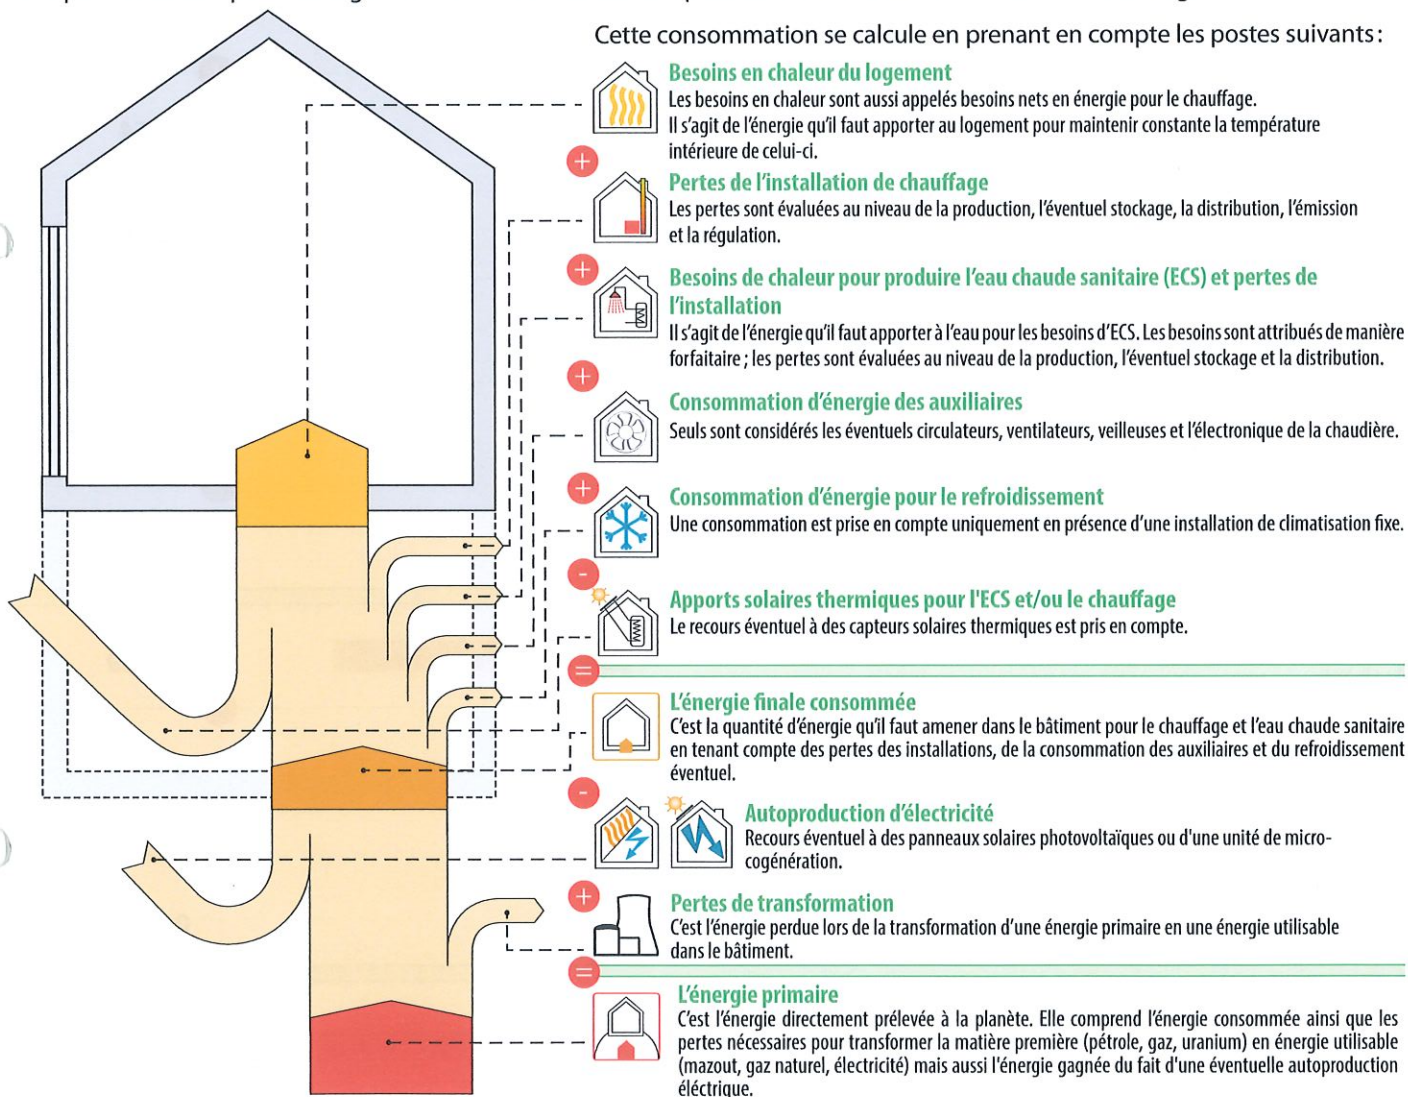 Cette consommation se calcule en prenant en compte les postes suivants :
Besoins en chaleur du logement
Les besoins en chaleur sont aussi appelés besoins nets en énergie pour le chauffage.
Il s'agit de l'énergie qu'il faut apporter au logement pour maintenir constante la température
intérieure de celui-ci.
+
Pertes de l'installation de chauffage
Les pertes sont évaluées au niveau de la production, l'éventuel stockage, la distribution, l'émission
et la régulation.
+
Besoins de chaleur pour produire l'eau chaude sanitaire (ECS) et pertes de
l'installation
Il s'agit de l'énergie qu'il faut apporter à l'eau pour les besoins d'ECS. Les besoins sont attribués de manière
forfaitaire ; les pertes sont évaluées au niveau de la production, l'éventuel stockage et la distribution.
+
Consommation d'énergie des auxiliaires
Seuls sont considérés les éventuels circulateurs, ventilateurs, veilleuses et l'électronique de la chaudière.
+
Consommation d'énergie pour le refroidissement
Une consommation est prise en compte uniquement en présence d'une installation de climatisation fixe.
-
Apports solaires thermiques pour l'ECS et/ou le chauffage
Le recours éventuel à des capteurs solaires thermiques est pris en compte.
=
L'énergie finale consommée
C'est la quantité d'énergie qu'il faut amener dans le bâtiment pour le chauffage et l'eau chaude sanitaire
en tenant compte des pertes des installations, de la consommation des auxiliaires et du refroidissement
éventuel.
-
Autoproduction d'électricité
Recours éventuel à des panneaux solaires photovoltaïques ou d'une unité de micro-
cogénération.
+
Pertes de transformation
C'est l'énergie perdue lors de la transformation d'une énergie primaire en une énergie utilisable
dans le bâtiment.
=
L'énergie primaire
C'est l'énergie directement prélevée à la planète. Elle comprend l'énergie consommée ainsi que les
pertes nécessaires pour transformer la matière première (pétrole, gaz, uranium) en énergie utilisable
(mazout, gaz naturel, électricité) mais aussi l'énergie gagnée du fait d'une éventuelle autoproduction
éléctrique.